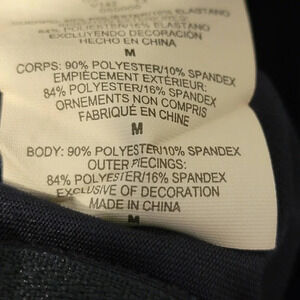 84% POLYESTER/16% ELASTANO
EXCLUYENDO DECORACIÓN
HECHO EN CHINA
M
CORPS: 90% POLYESTER/10% SPANDEX
EMPIÈCEMENT EXTÉRIEUR:
84% POLYESTER/16% SPANDEX
ORNEMENTS NON COMPRIS
FABRIQUÉ EN CHINE
M
BODY: 90% POLYESTER/10% SPANDEX
OUTER PIECINGS:
84% POLYESTER/16% SPANDEX
EXCLUSIVE OF DECORATION
MADE IN CHINA
M